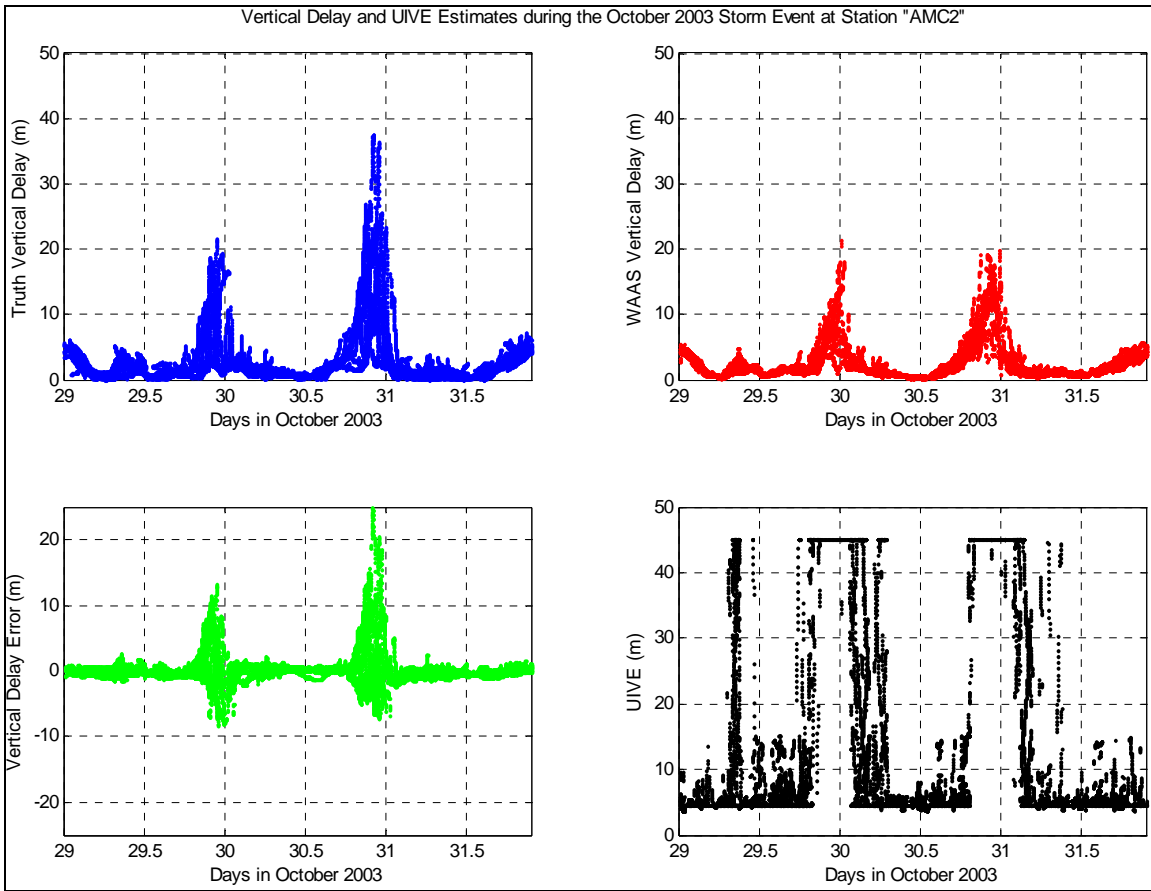 Vertical Delay and UIVE Estimates during the October 2003 Storm Event at Station "AMC2"
50
40
30
20
10
0
Truth Vertical Delay (m)
29 29.5 30 30.5 31 31.5
Days in October 2003
50
40
30
20
10
0
WAAS Vertical Delay (m)
29 29.5 30 30.5 31 31.5
Days in October 2003
20
10
0
-10
-20
Vertical Delay Error (m)
29 29.5 30 30.5 31 31.5
Days in October 2003
50
40
30
20
10
0
UIVE (m)
29 29.5 30 30.5 31 31.5
Days in October 2003